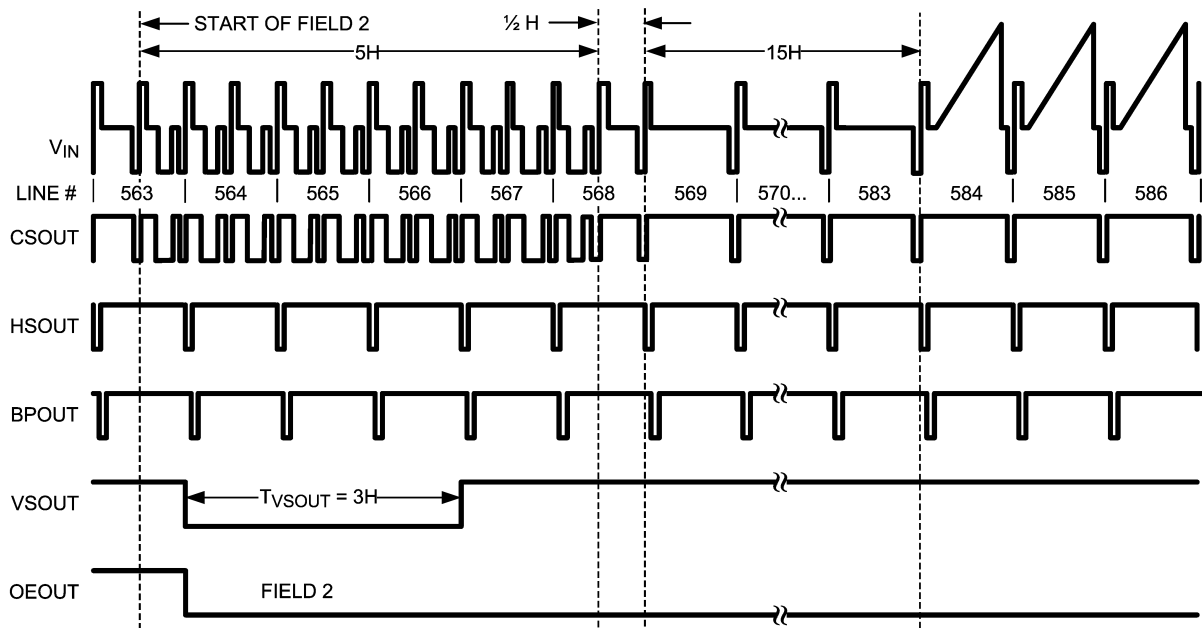 START OF FIELD 2
½ H
5H
15H
VIN
LINE # 563 564 565 566 567 568 569 570... 583 584 585 586
CSOUT
HSOUT
BPOUT
VSOUT
TVSOUT = 3H
OEOUT
FIELD 2